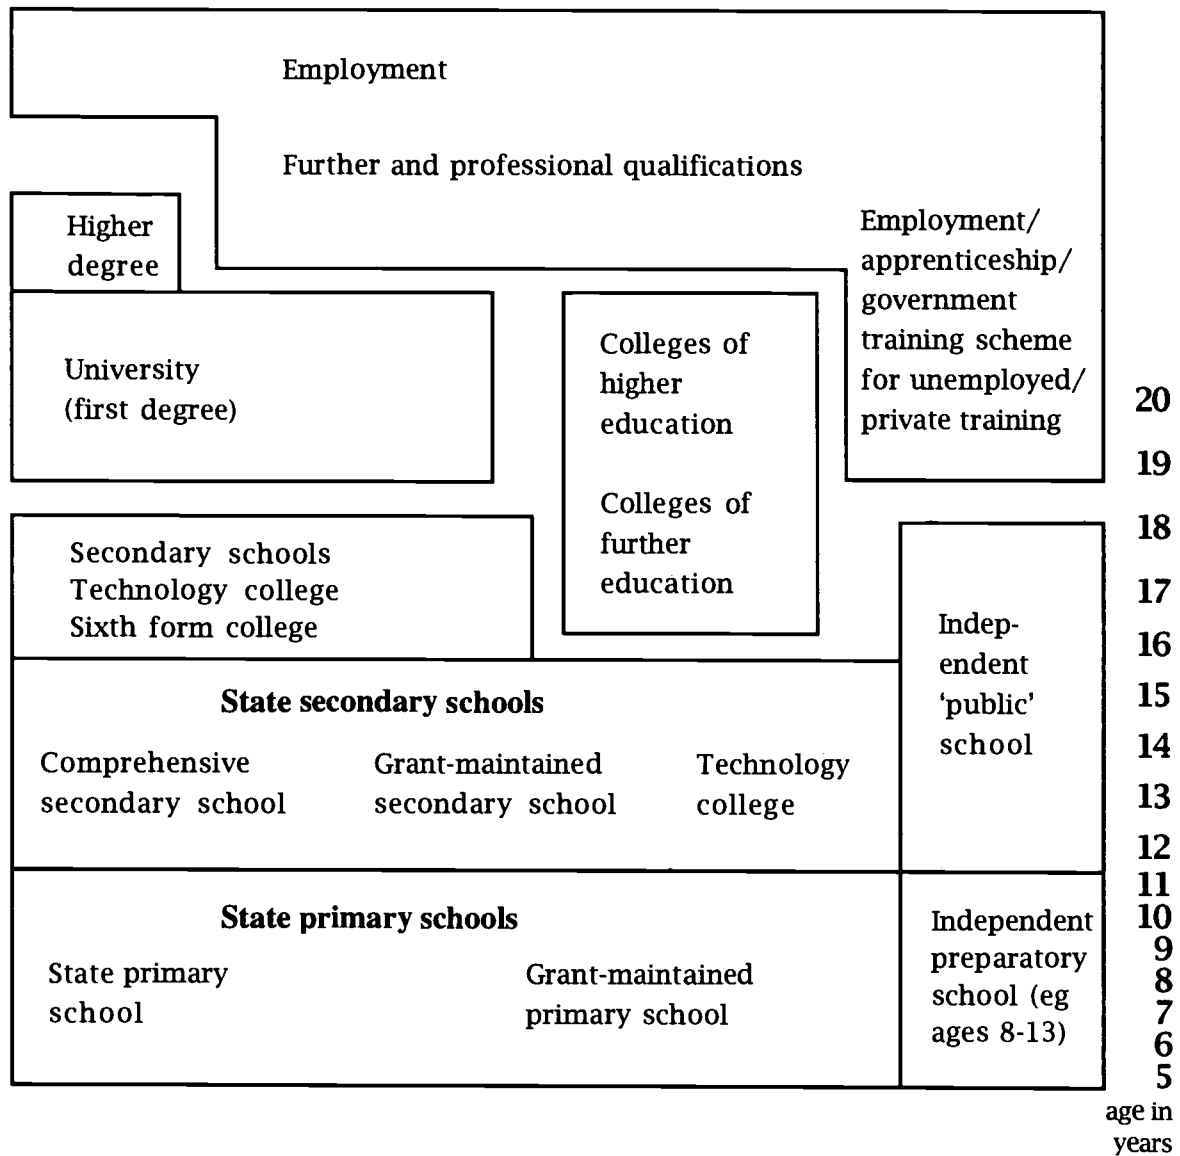 Employment
Further and professional qualifications
Higher
degree
Employment/
apprenticeship/
government
training scheme
for unemployed/
private training
University
(first degree)
Colleges of
higher
education
Colleges of
further
education
Secondary schools
Technology college
Sixth form college
Indep-
endent
‘public’
school
State secondary schools
Comprehensive
secondary school
Grant-maintained
secondary school
Technology
college
State primary schools
State primary
school
Grant-maintained
primary school
Independent
preparatory
school (eg
ages 8-13)
20
19
18
17
16
15
14
13
12
11
10
9
8
7
6
5
age in
years